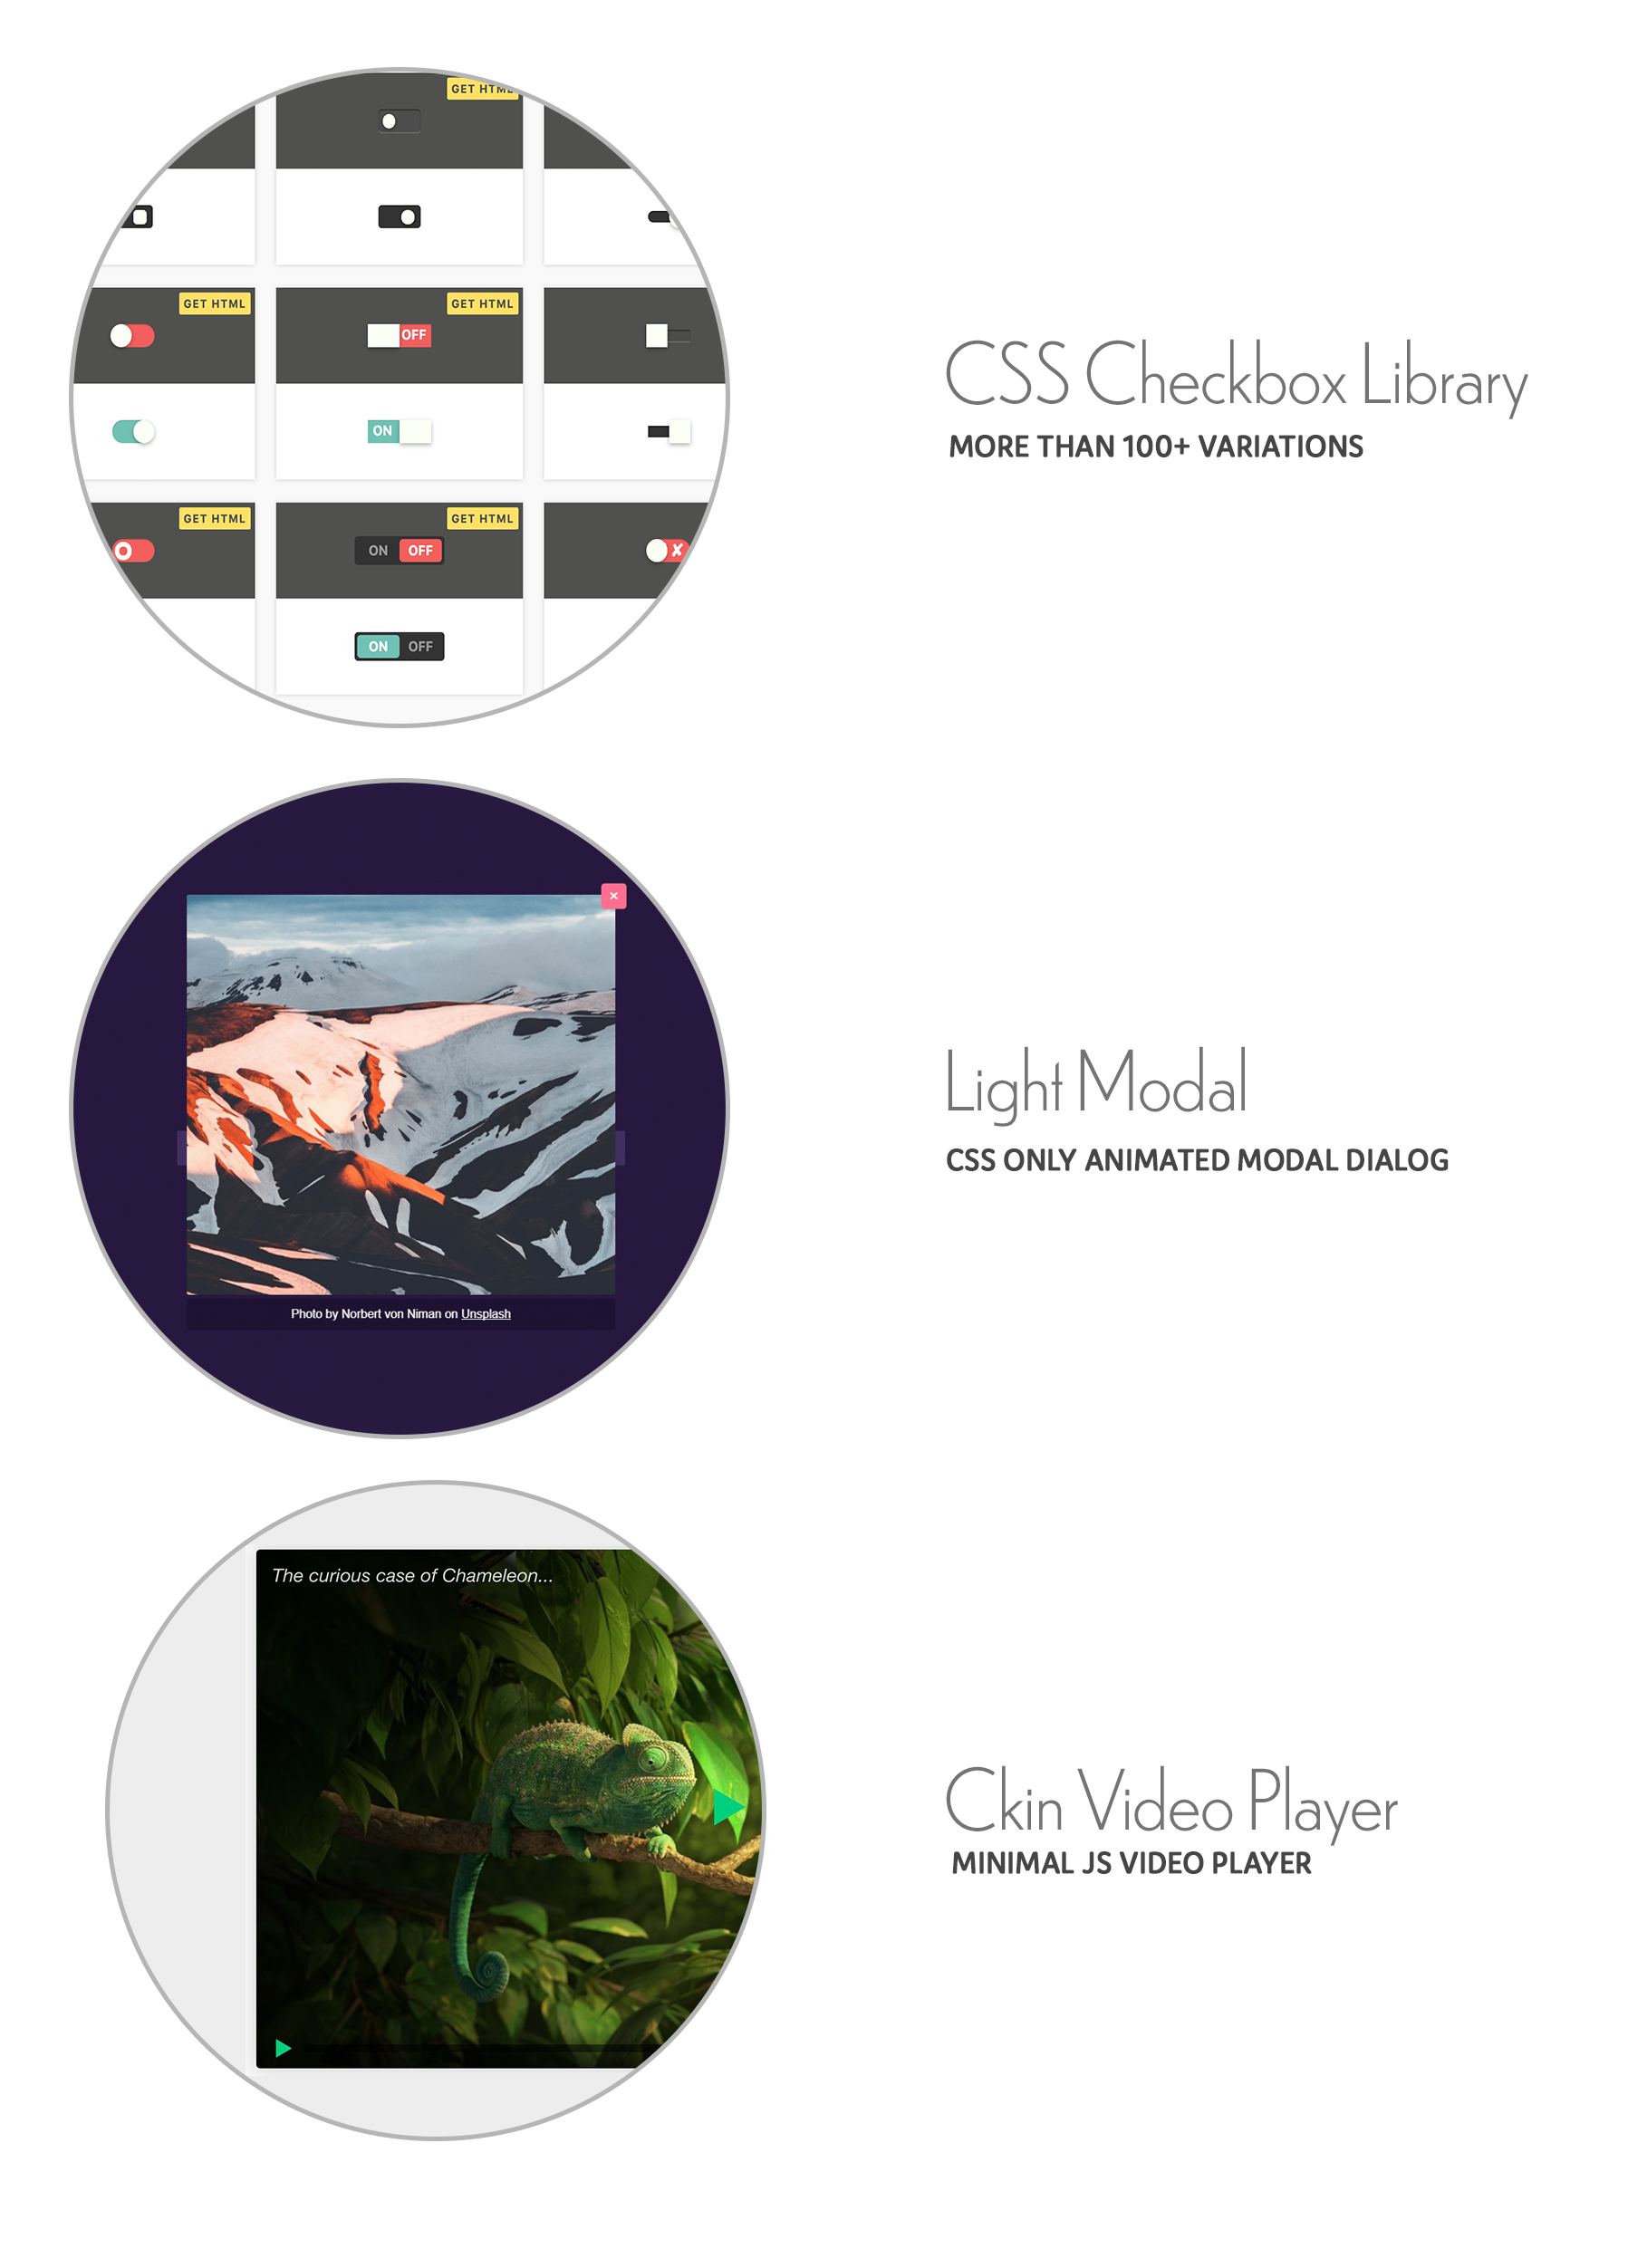 GET HTML
GET HTML
GET HTML
OFF
ON
GET HTML
GET HTML
ON OFF
ON OFF
CSS Checkbox Library
MORE THAN 100+ VARIATIONS
×
Photo by Norbert von Niman on Unsplash
Light Modal
CSS ONLY ANIMATED MODAL DIALOG
The curious case of Chameleon...
Ckin Video Player
MINIMAL JS VIDEO PLAYER